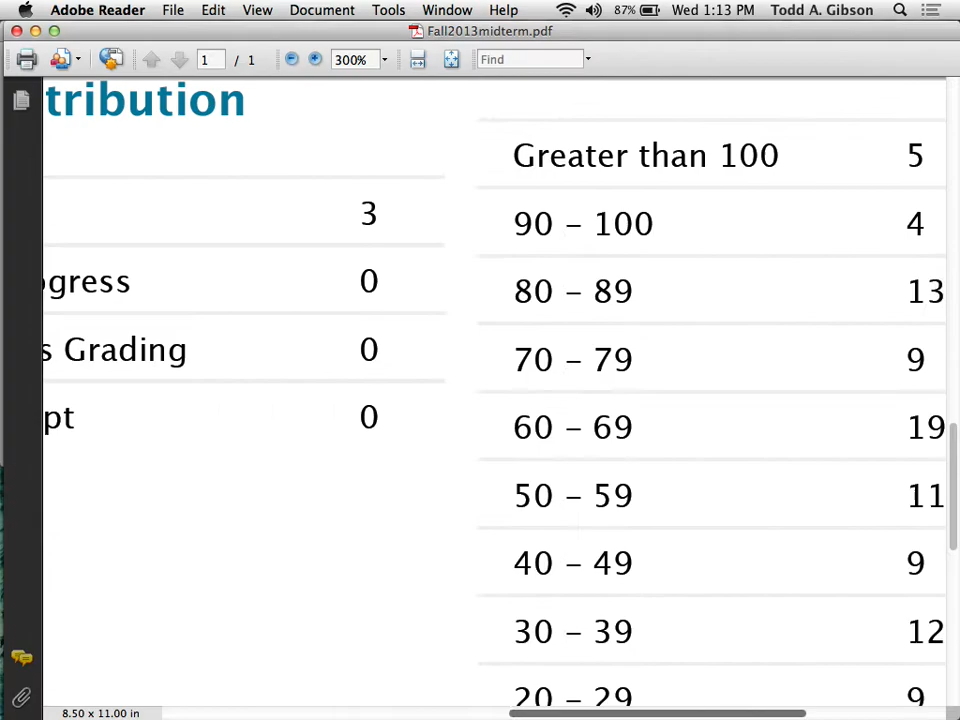 Adobe Reader File Edit View Document Tools Window Help 87% Wed 1:13 PM Todd A. Gibson
Fall2013midterm.pdf
1 / 1 300% Find
tribution
3
ogress 0
s Grading 0
pt 0
Greater than 100 5
90 – 100 4
80 – 89 13
70 – 79 9
60 – 69 19
50 – 59 11
40 – 49 9
30 – 39 12
20 – 29 9
8.50 x 11.00 in